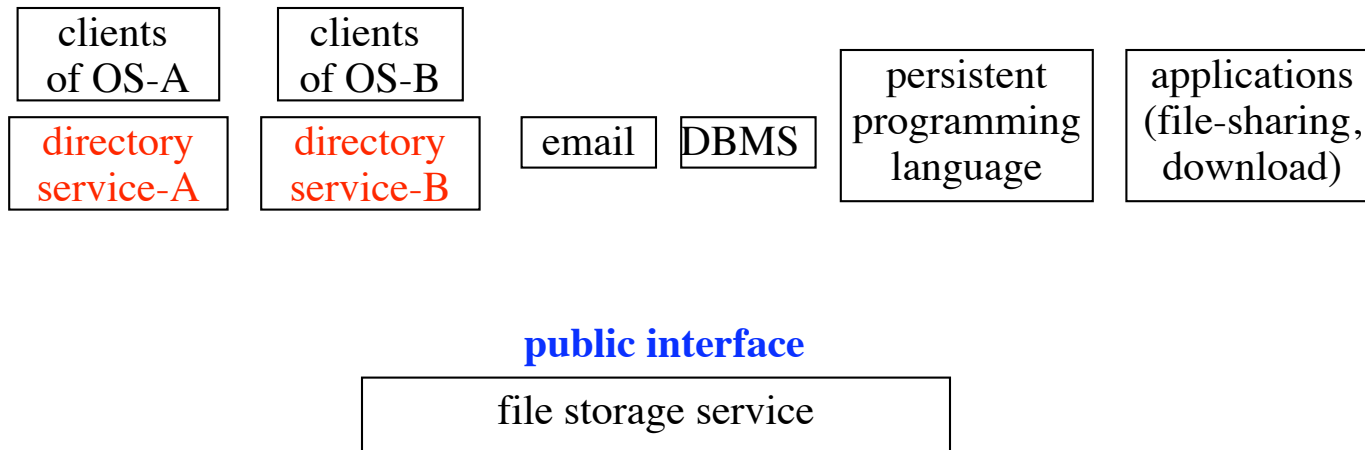 clients
of OS-A
directory
service-A
clients
of OS-B
directory
service-B
email
DBMS
persistent
programming
language
applications
(file-sharing,
download)
public interface
file storage service